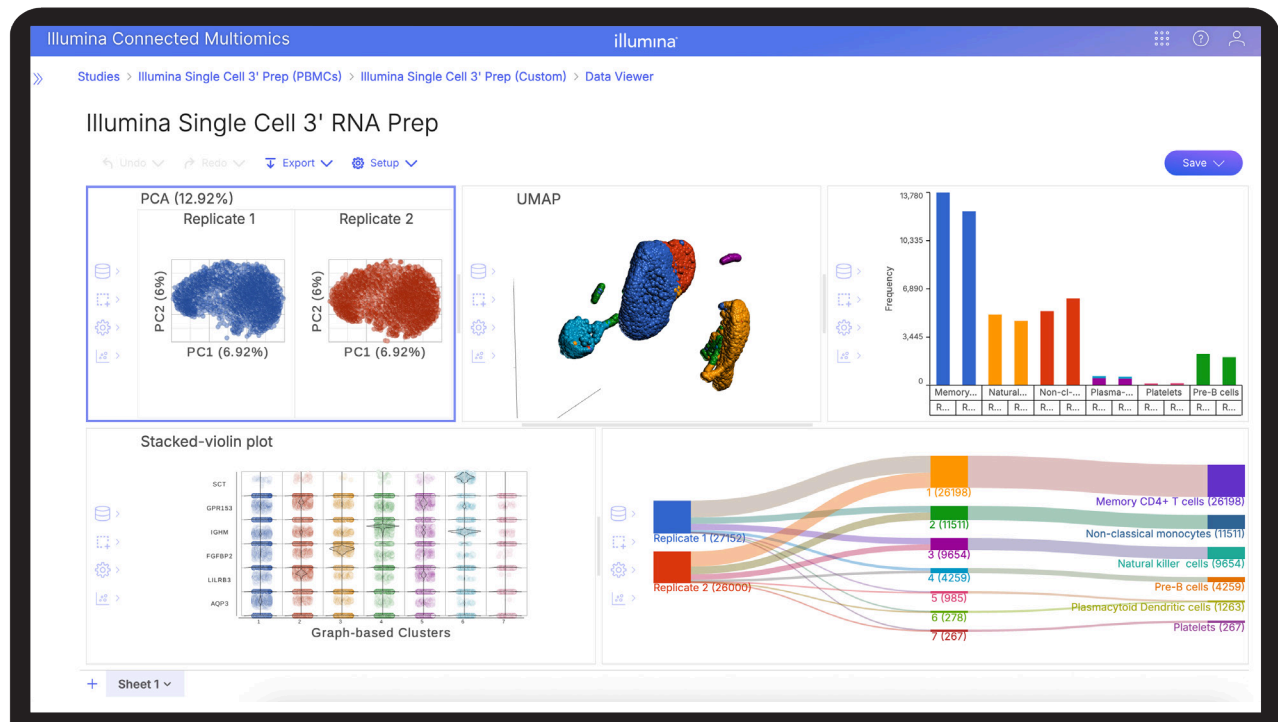 Illumina Connected Multiomics
illumina
Studies > Illumina Single Cell 3' Prep (PBMCs) > Illumina Single Cell 3' Prep (Custom) > Data Viewer
Illumina Single Cell 3' RNA Prep
Undo Redo Export Setup
Save
PCA (12.92%)
Replicate 1 Replicate 2
PC2 (6%) PC2 (6%)
PC1 (6.92%) PC1 (6.92%)
UMAP
13,780
10,335
6,890
3,445
0
Frequency
Memory... Natural... Non-cl-... Plasma-... Platelets Pre-B cells
R... R... R... R... R... R... R... R... R... R... R... R...
Stacked-violin plot
SCT
GPR153
IGHM
FGFBP2
LILRB3
AQP3
1 2 3 4 5 6 7
Graph-based Clusters
Replicate 1 (27152)
Replicate 2 (26000)
1 (26198)
2 (11511)
3 (9654)
4 (4259)
5 (985)
6 (278)
7 (267)
Memory CD4+ T cells (26198)
Non-classical monocytes (11511)
Natural killer cells (9654)
Pre-B cells (4259)
Plasmacytoid Dendritic cells (1263)
Platelets (267)
+ Sheet 1